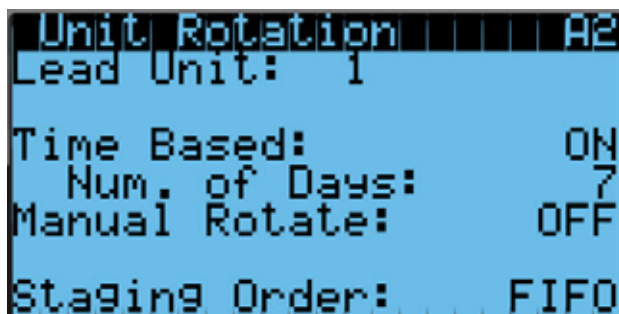 Unit Rotation A2
Lead Unit: 1
Time Based: ON
Num. of Days: 7
Manual Rotate: OFF
Staging Order: FIFO